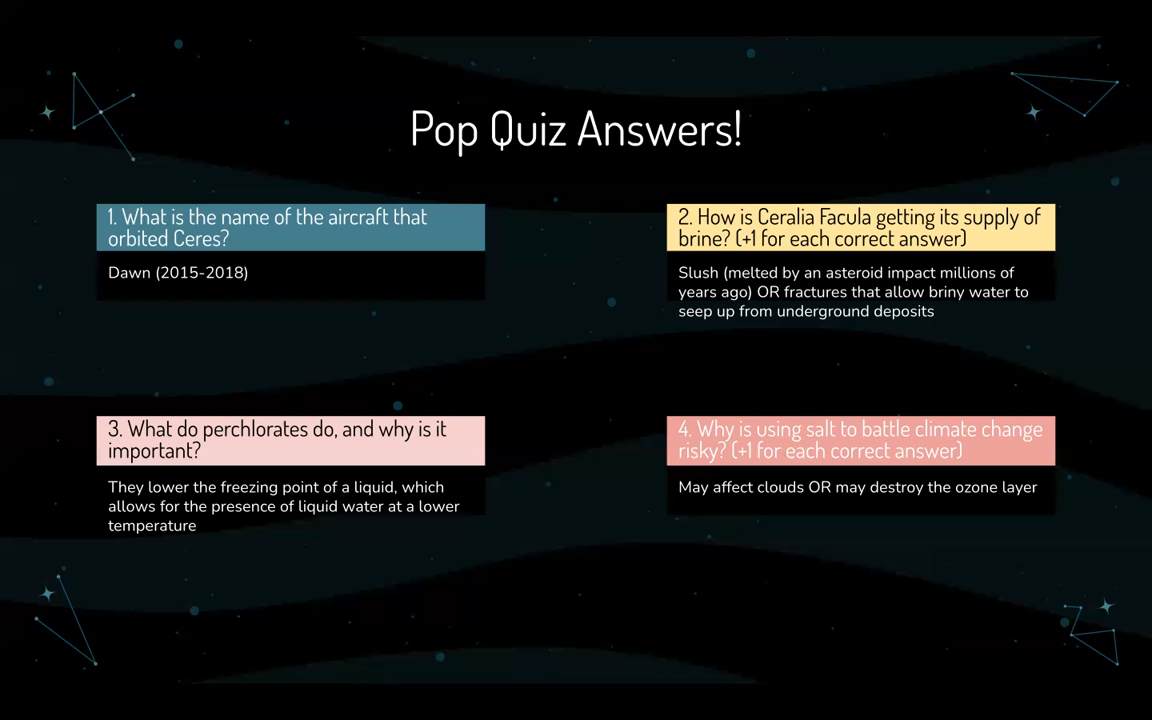 Pop Quiz Answers!
1. What is the name of the aircraft that
orbited Ceres?
Dawn (2015-2018)
2. How is Ceralia Facula getting its supply of
brine? (+1 for each correct answer)
Slush (melted by an asteroid impact millions of
years ago) OR fractures that allow briny water to
seep up from underground deposits
3. What do perchlorates do, and why is it
important?
They lower the freezing point of a liquid, which
allows for the presence of liquid water at a lower
temperature
4. Why is using salt to battle climate change
risky? (+1 for each correct answer)
May affect clouds OR may destroy the ozone layer